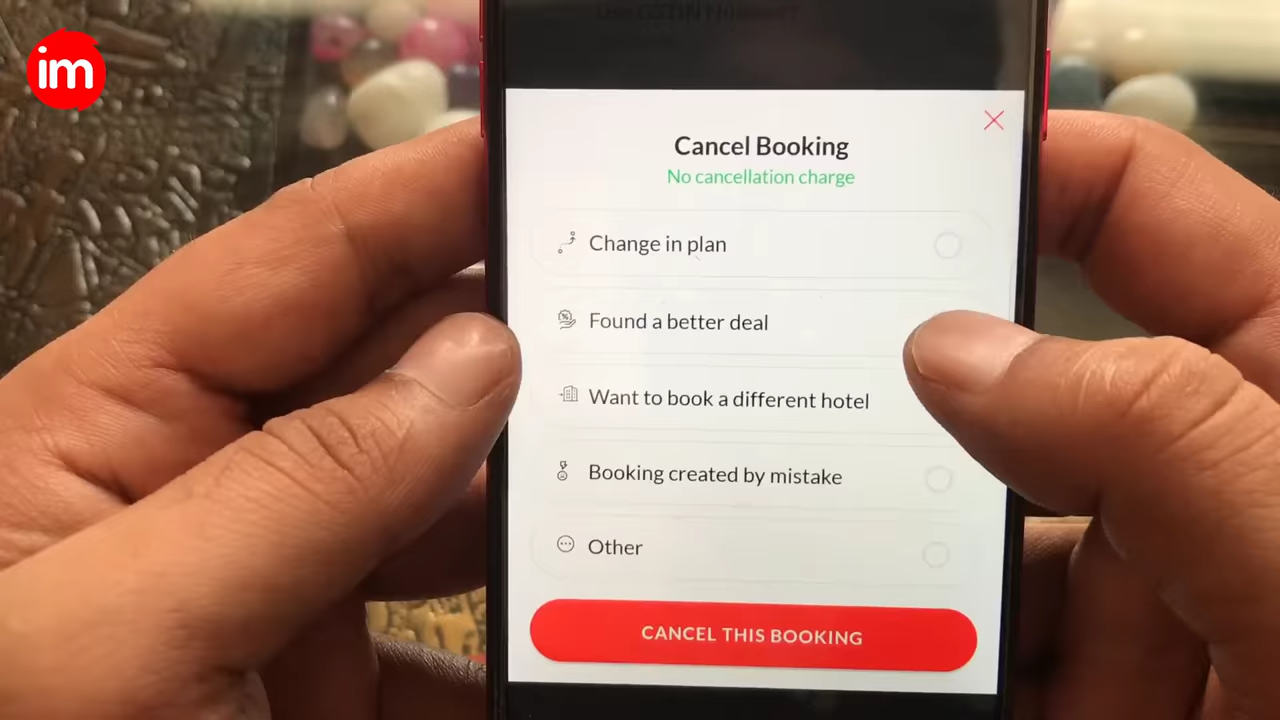 im
Cancel Booking
No cancellation charge
Change in plan
Found a better deal
Want to book a different hotel
Booking created by mistake
Other
CANCEL THIS BOOKING